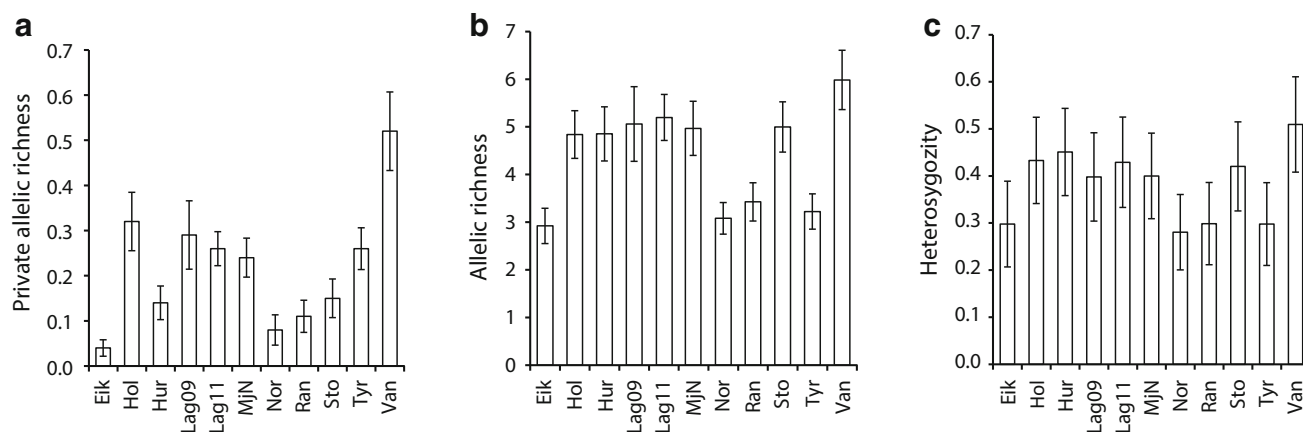 a
Private allelic richness
0.7
0.6
0.5
0.4
0.3
0.2
0.1
0.0
Eik Hol Hur Lag09 Lag11 MjN Nor Ran Sto Tyr Van
b
Allelic richness
7
6
5
4
3
2
1
0
Eik Hol Hur Lag09 Lag11 MjN Nor Ran Sto Tyr Van
c
Heterosygozity
0.7
0.6
0.5
0.4
0.3
0.2
0.1
0.0
Eik Hol Hur Lag09 Lag11 MjN Nor Ran Sto Tyr Van